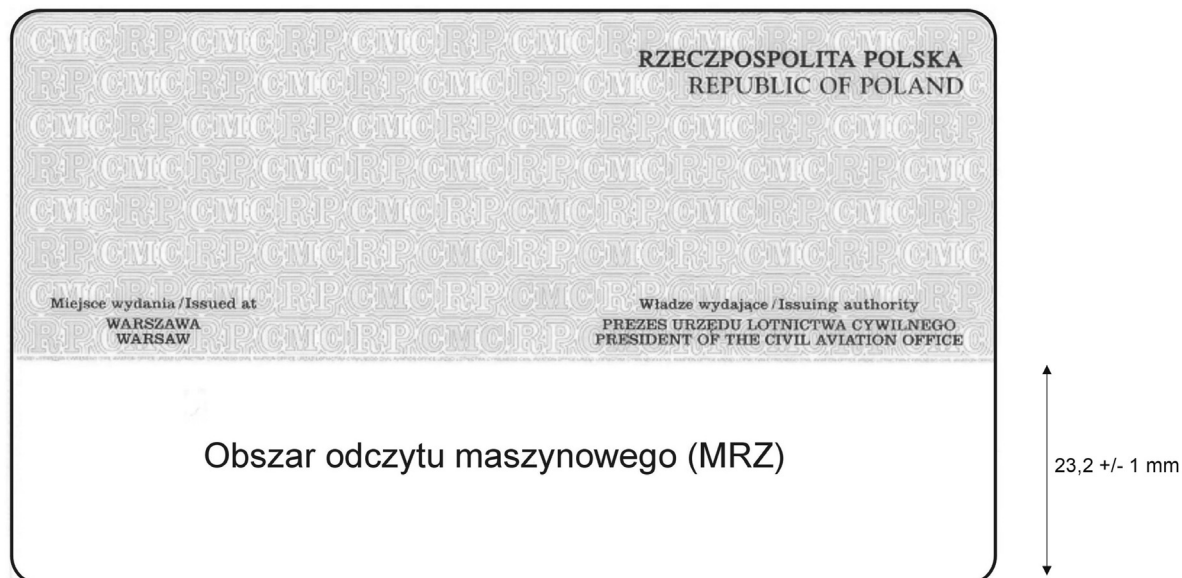 RZECZPOSPOLITA POLSKA
REPUBLIC OF POLAND
Miejsce wydania/Issued at
WARSZAWA
WARSAW
Władze wydające/Issuing authority
PREZES URZĘDU LOTNICTWA CYWILNEGO
PRESIDENT OF THE CIVIL AVIATION OFFICE
Obszar odczytu maszynowego (MRZ)
23,2 +/- 1 mm